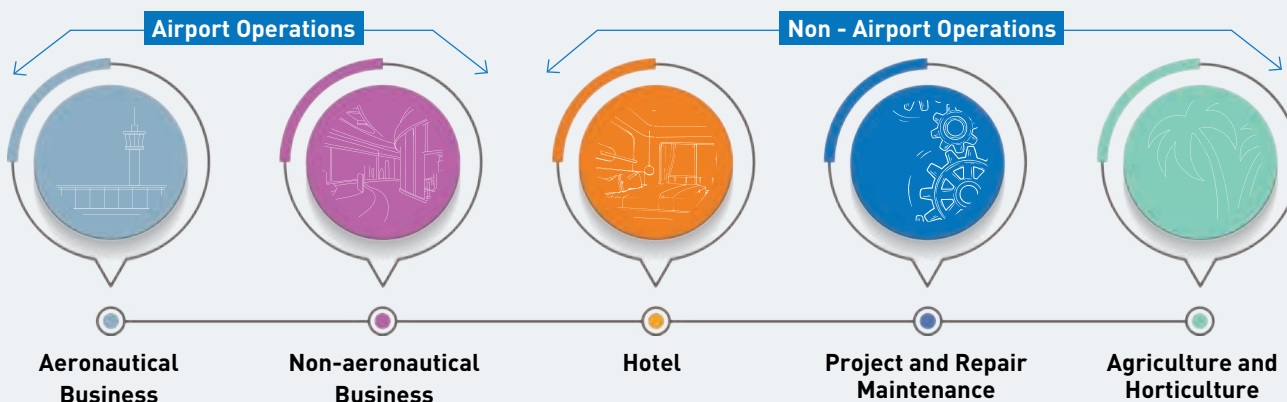 Airport Operations
Non - Airport Operations
Aeronautical
Business
Non-aeronautical
Business
Hotel
Project and Repair
Maintenance
Agriculture and
Horticulture